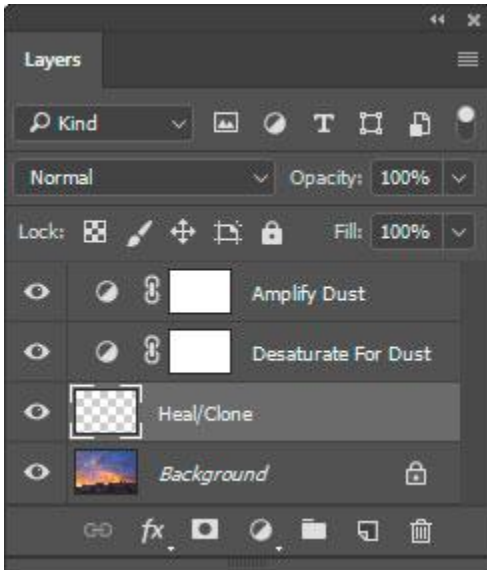 Layers
Kind T
Normal Opacity: 100%
Lock: Fill: 100%
Amplify Dust
Desaturate For Dust
Heal/Clone
Background
fx